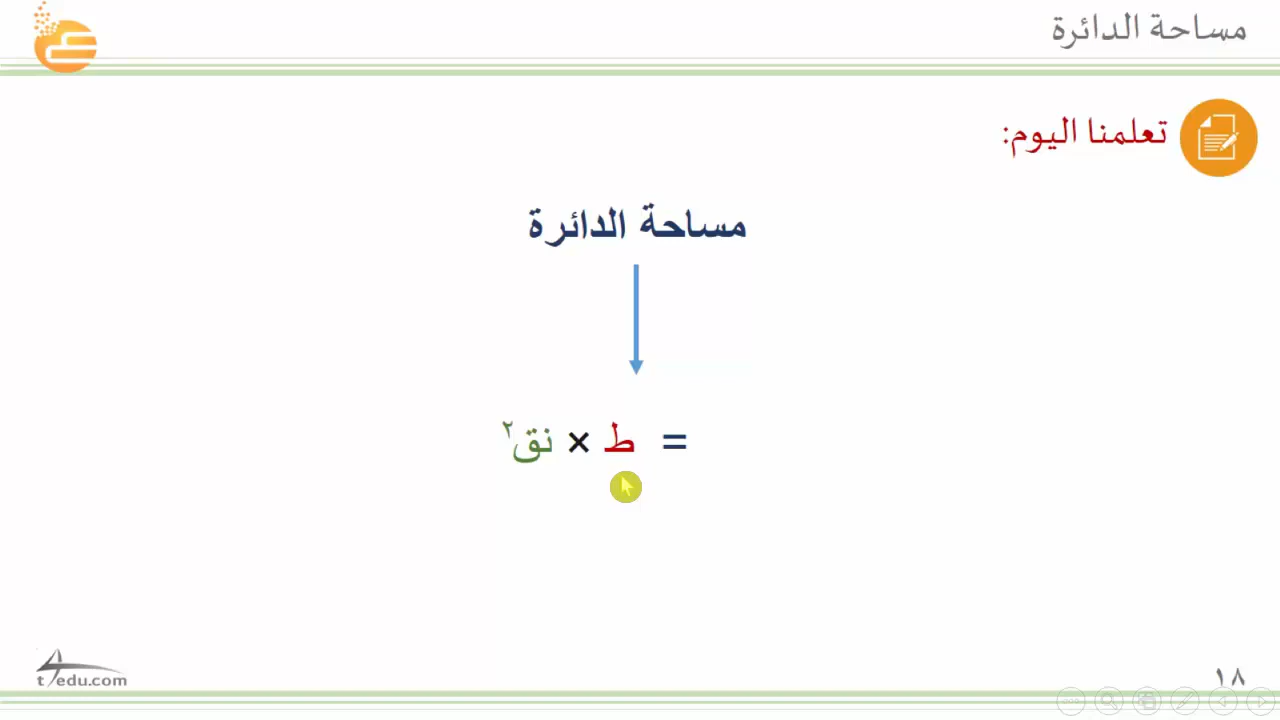 مساحة الدائرة
تعلمنا اليوم:
مساحة الدائرة
= ط × نق٢
t4edu.com
١٨